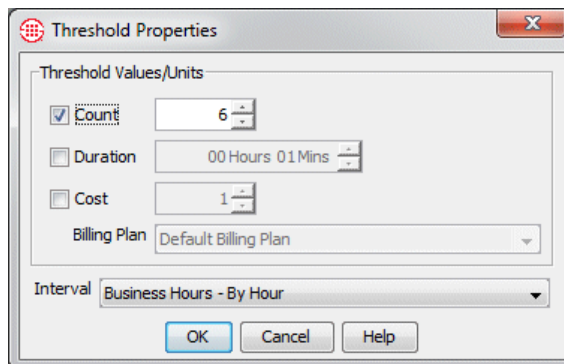 Threshold Properties
Threshold Values/Units
Count 6
Duration 00 Hours 01 Mins
Cost 1
Billing Plan Default Billing Plan
Interval Business Hours - By Hour
OK Cancel Help